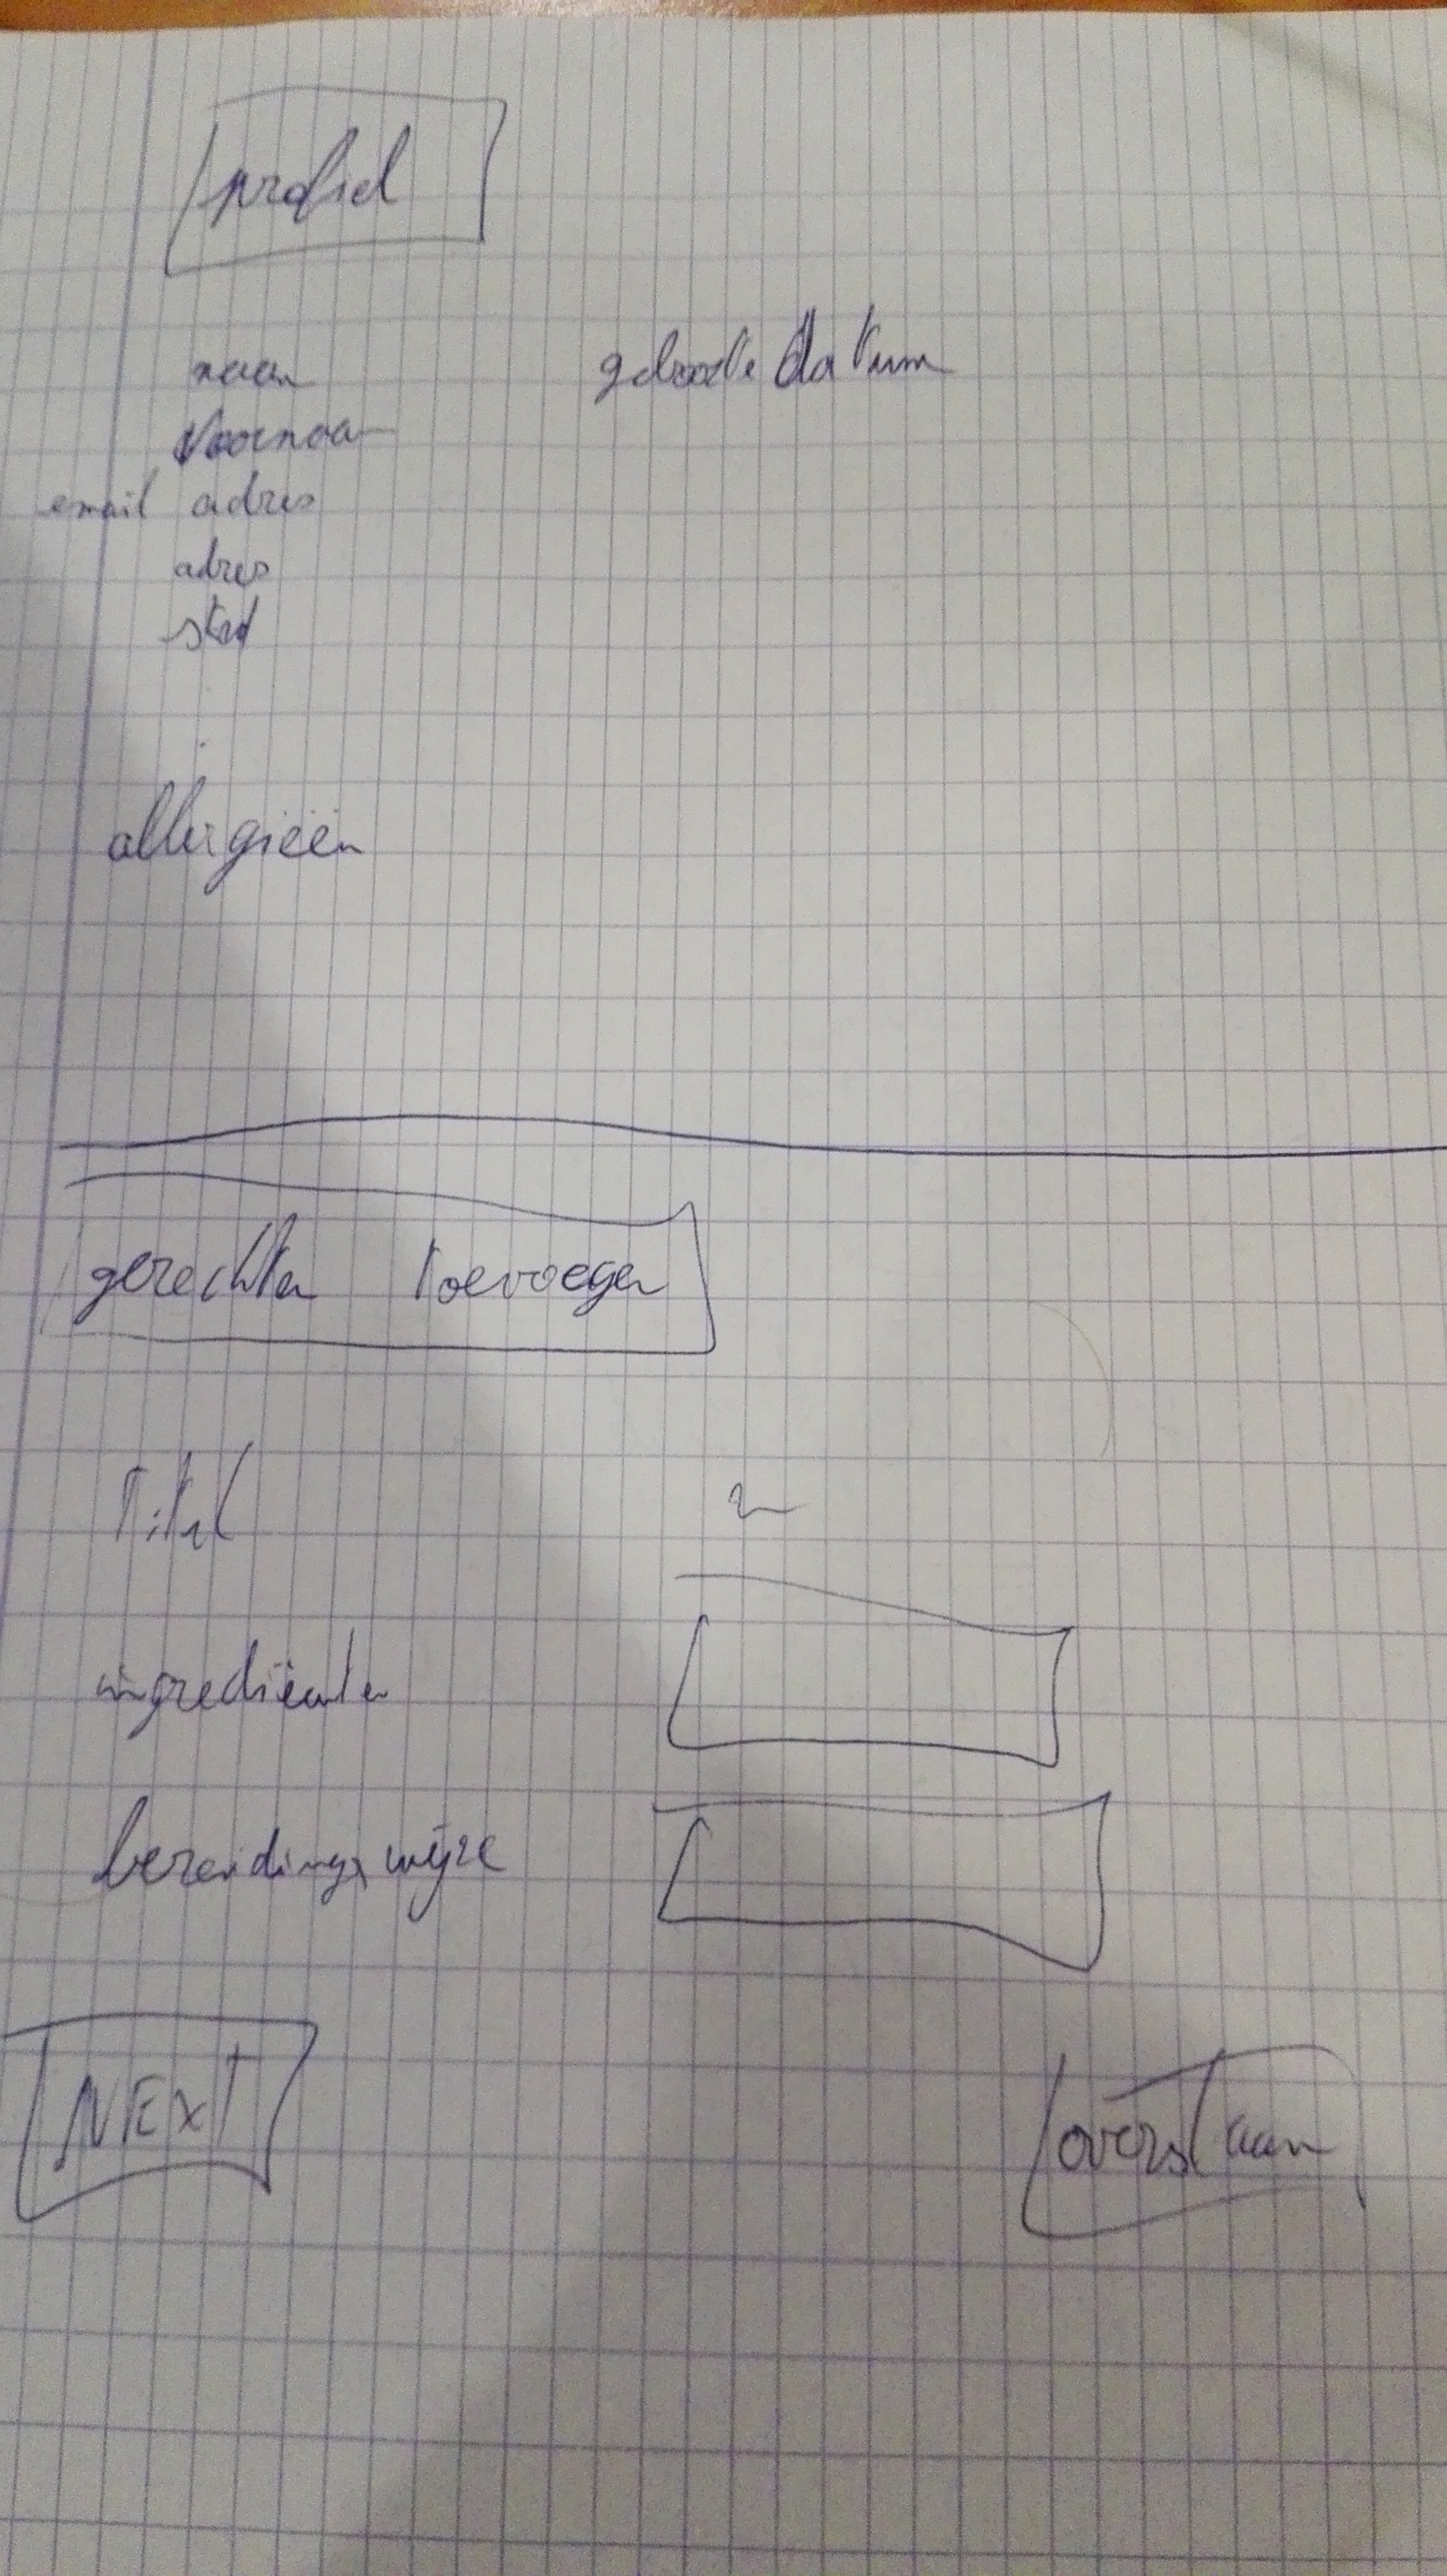 profiel
naam geboorte datum
Voornaam
email adres
adres
stad
allergieën
gerechten toevoegen
Titel
ingrediënten
bereidingswijze
NEXT
overslaan